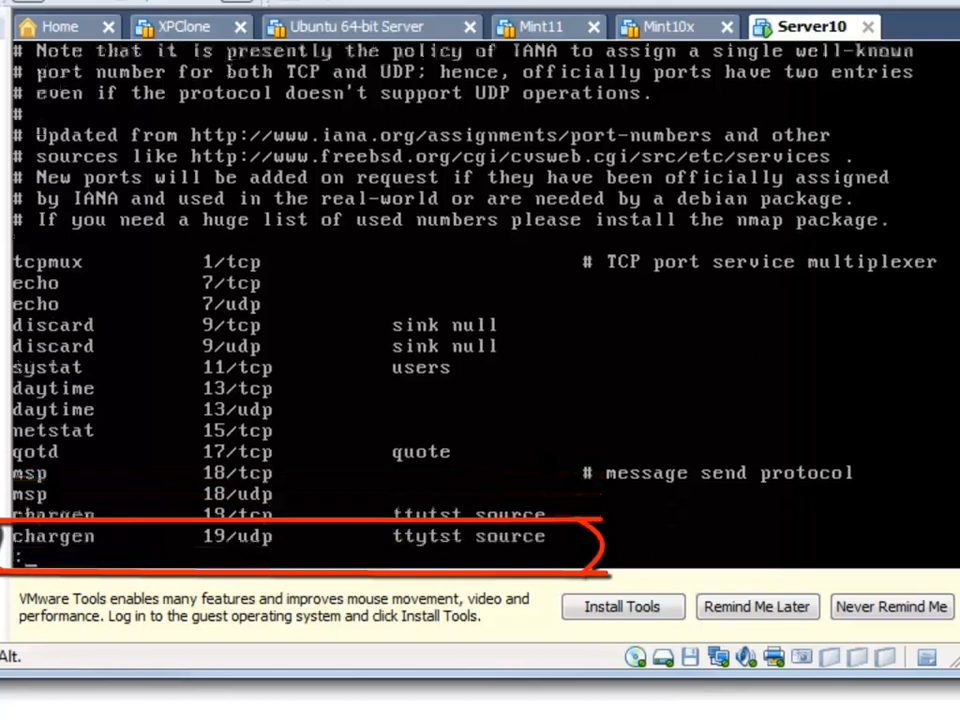 Home XPClone Ubuntu 64-bit Server Mint11 Mint10x Server10
# Note that it is presently the policy of IANA to assign a single well-known
# port number for both TCP and UDP; hence, officially ports have two entries
# even if the protocol doesn't support UDP operations.
#
# Updated from http://www.iana.org/assignments/port-numbers and other
# sources like http://www.freebsd.org/cgi/cvsweb.cgi/src/etc/services .
# New ports will be added on request if they have been officially assigned
# by IANA and used in the real-world or are needed by a debian package.
# If you need a huge list of used numbers please install the nmap package.
tcpmux 1/tcp # TCP port service multiplexer
echo 7/tcp
echo 7/udp
discard 9/tcp sink null
discard 9/udp sink null
systat 11/tcp users
daytime 13/tcp
daytime 13/udp
netstat 15/tcp
qotd 17/tcp quote
msp 18/tcp # message send protocol
msp 18/udp
chargen 19/tcp ttytst source
chargen 19/udp ttytst source
:_
VMware Tools enables many features and improves mouse movement, video and
performance. Log in to the guest operating system and click Install Tools.
Install Tools Remind Me Later Never Remind Me
Alt.